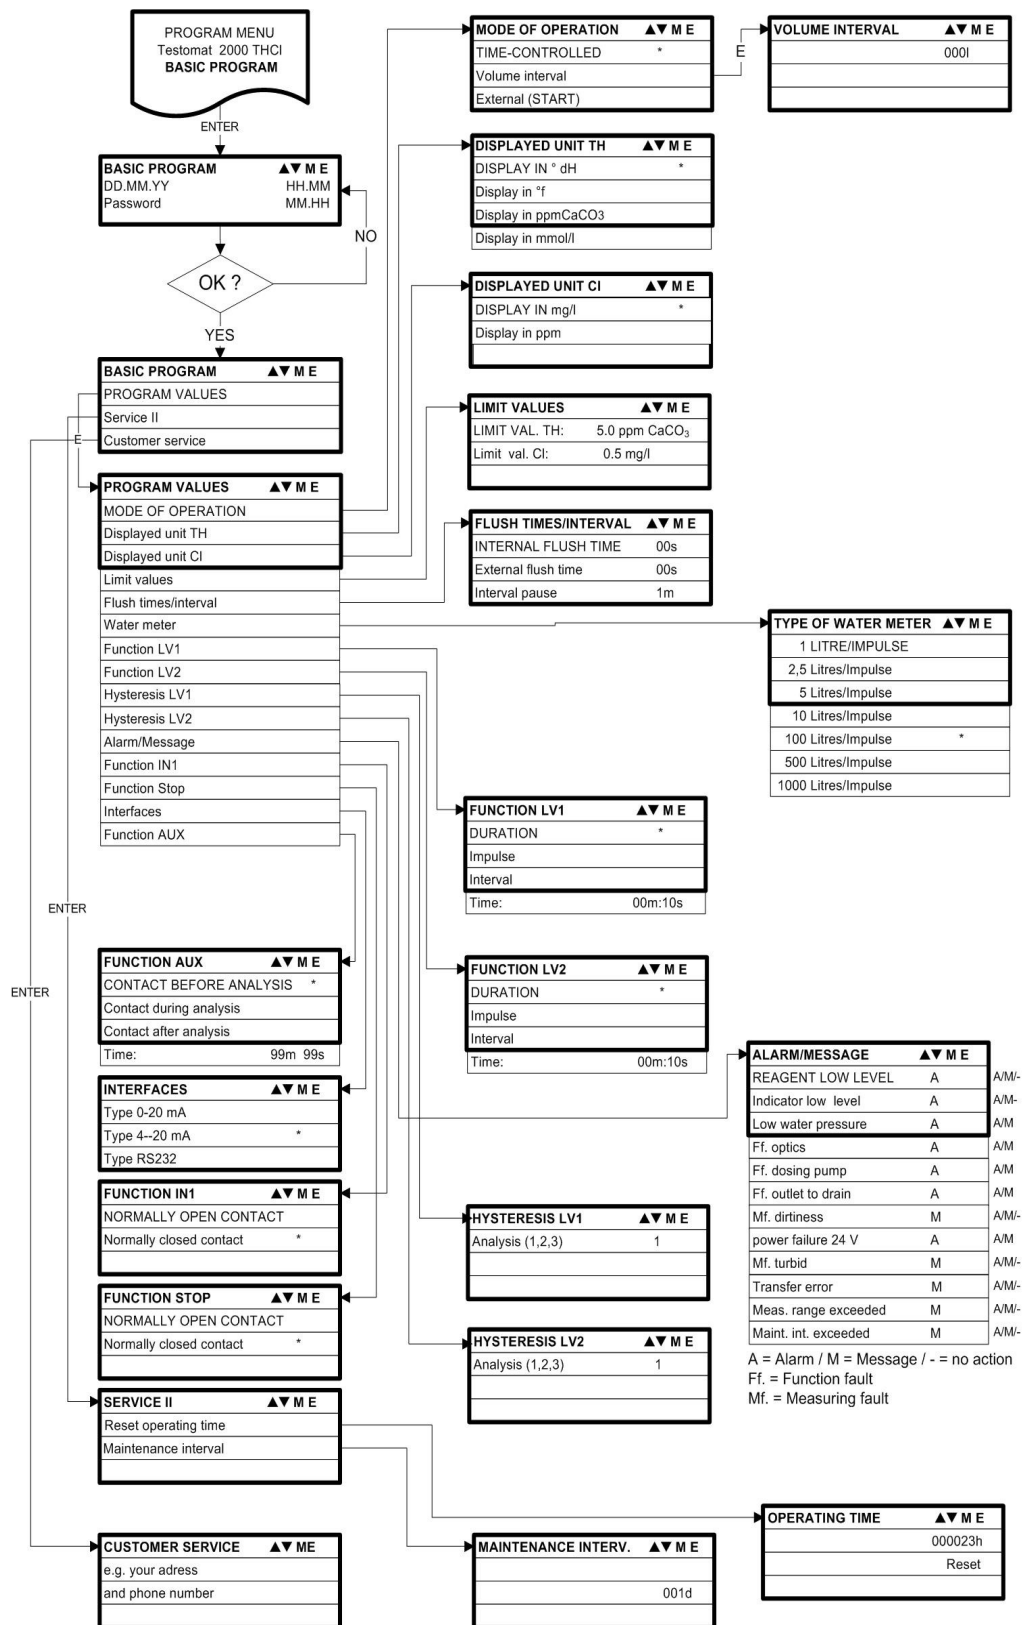 PROGRAM MENU
Testomat 2000 THCl
BASIC PROGRAM
ENTER
BASIC PROGRAM ▲▼ M E
DD.MM.YY HH.MM
Password MM.HH
NO
OK ?
YES
BASIC PROGRAM ▲▼ M E
PROGRAM VALUES
Service II
E
Customer service
PROGRAM VALUES ▲▼ M E
MODE OF OPERATION
Displayed unit TH
Displayed unit Cl
Limit values
Flush times/interval
Water meter
Function LV1
Function LV2
Hysteresis LV1
Hysteresis LV2
Alarm/Message
Function IN1
Function Stop
Interfaces
Function AUX
ENTER
ENTER
FUNCTION AUX ▲▼ M E
CONTACT BEFORE ANALYSIS *
Contact during analysis
Contact after analysis
Time: 99m 99s
INTERFACES ▲▼ M E
Type 0-20 mA
Type 4--20 mA *
Type RS232
FUNCTION IN1 ▲▼ M E
NORMALLY OPEN CONTACT
Normally closed contact *
FUNCTION STOP ▲▼ M E
NORMALLY OPEN CONTACT
Normally closed contact *
SERVICE II ▲▼ M E
Reset operating time
Maintenance interval
CUSTOMER SERVICE ▲▼ ME
e.g. your adress
and phone number
MODE OF OPERATION ▲▼ M E
TIME-CONTROLLED *
Volume interval
External (START)
E
VOLUME INTERVAL ▲▼ M E
000l
DISPLAYED UNIT TH ▲▼ M E
DISPLAY IN ° dH *
Display in °f
Display in ppmCaCO3
Display in mmol/l
DISPLAYED UNIT Cl ▲▼ M E
DISPLAY IN mg/l *
Display in ppm
LIMIT VALUES ▲▼ M E
LIMIT VAL. TH: 5.0 ppm CaCO₃
Limit val. Cl: 0.5 mg/l
FLUSH TIMES/INTERVAL ▲▼ M E
INTERNAL FLUSH TIME 00s
External flush time 00s
Interval pause 1m
TYPE OF WATER METER ▲▼ M E
1 LITRE/IMPULSE
2,5 Litres/Impulse
5 Litres/Impulse
10 Litres/Impulse
100 Litres/Impulse *
500 Litres/Impulse
1000 Litres/Impulse
FUNCTION LV1 ▲▼ M E
DURATION *
Impulse
Interval
Time: 00m:10s
FUNCTION LV2 ▲▼ M E
DURATION *
Impulse
Interval
Time: 00m:10s
ALARM/MESSAGE ▲▼ M E
REAGENT LOW LEVEL A A/M/-
Indicator low level A A/M-
Low water pressure A A/M
Ff. optics A A/M
Ff. dosing pump A A/M
Ff. outlet to drain A A/M
Mf. dirtiness M A/M/-
power failure 24 V A A/M
Mf. turbid M A/M/-
Transfer error M A/M/-
Meas. range exceeded M A/M/-
Maint. int. exceeded M A/M/-
A = Alarm / M = Message / - = no action
Ff. = Function fault
Mf. = Measuring fault
HYSTERESIS LV1 ▲▼ M E
Analysis (1,2,3) 1
HYSTERESIS LV2 ▲▼ M E
Analysis (1,2,3) 1
OPERATING TIME ▲▼ M E
000023h
Reset
MAINTENANCE INTERV. ▲▼ M E
001d